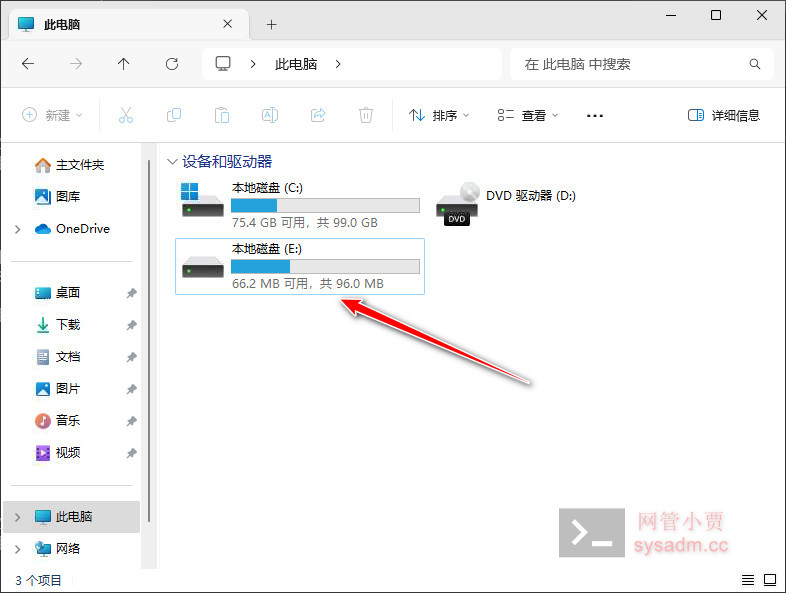 此电脑
此电脑
在 此电脑 中搜索
新建
排序
查看
详细信息
主文件夹
图库
OneDrive
桌面
下载
文档
图片
音乐
视频
此电脑
网络
设备和驱动器
本地磁盘 (C:)
75.4 GB 可用，共 99.0 GB
DVD 驱动器 (D:)
DVD
本地磁盘 (E:)
66.2 MB 可用，共 96.0 MB
网管小贾
sysadm.cc
3 个项目